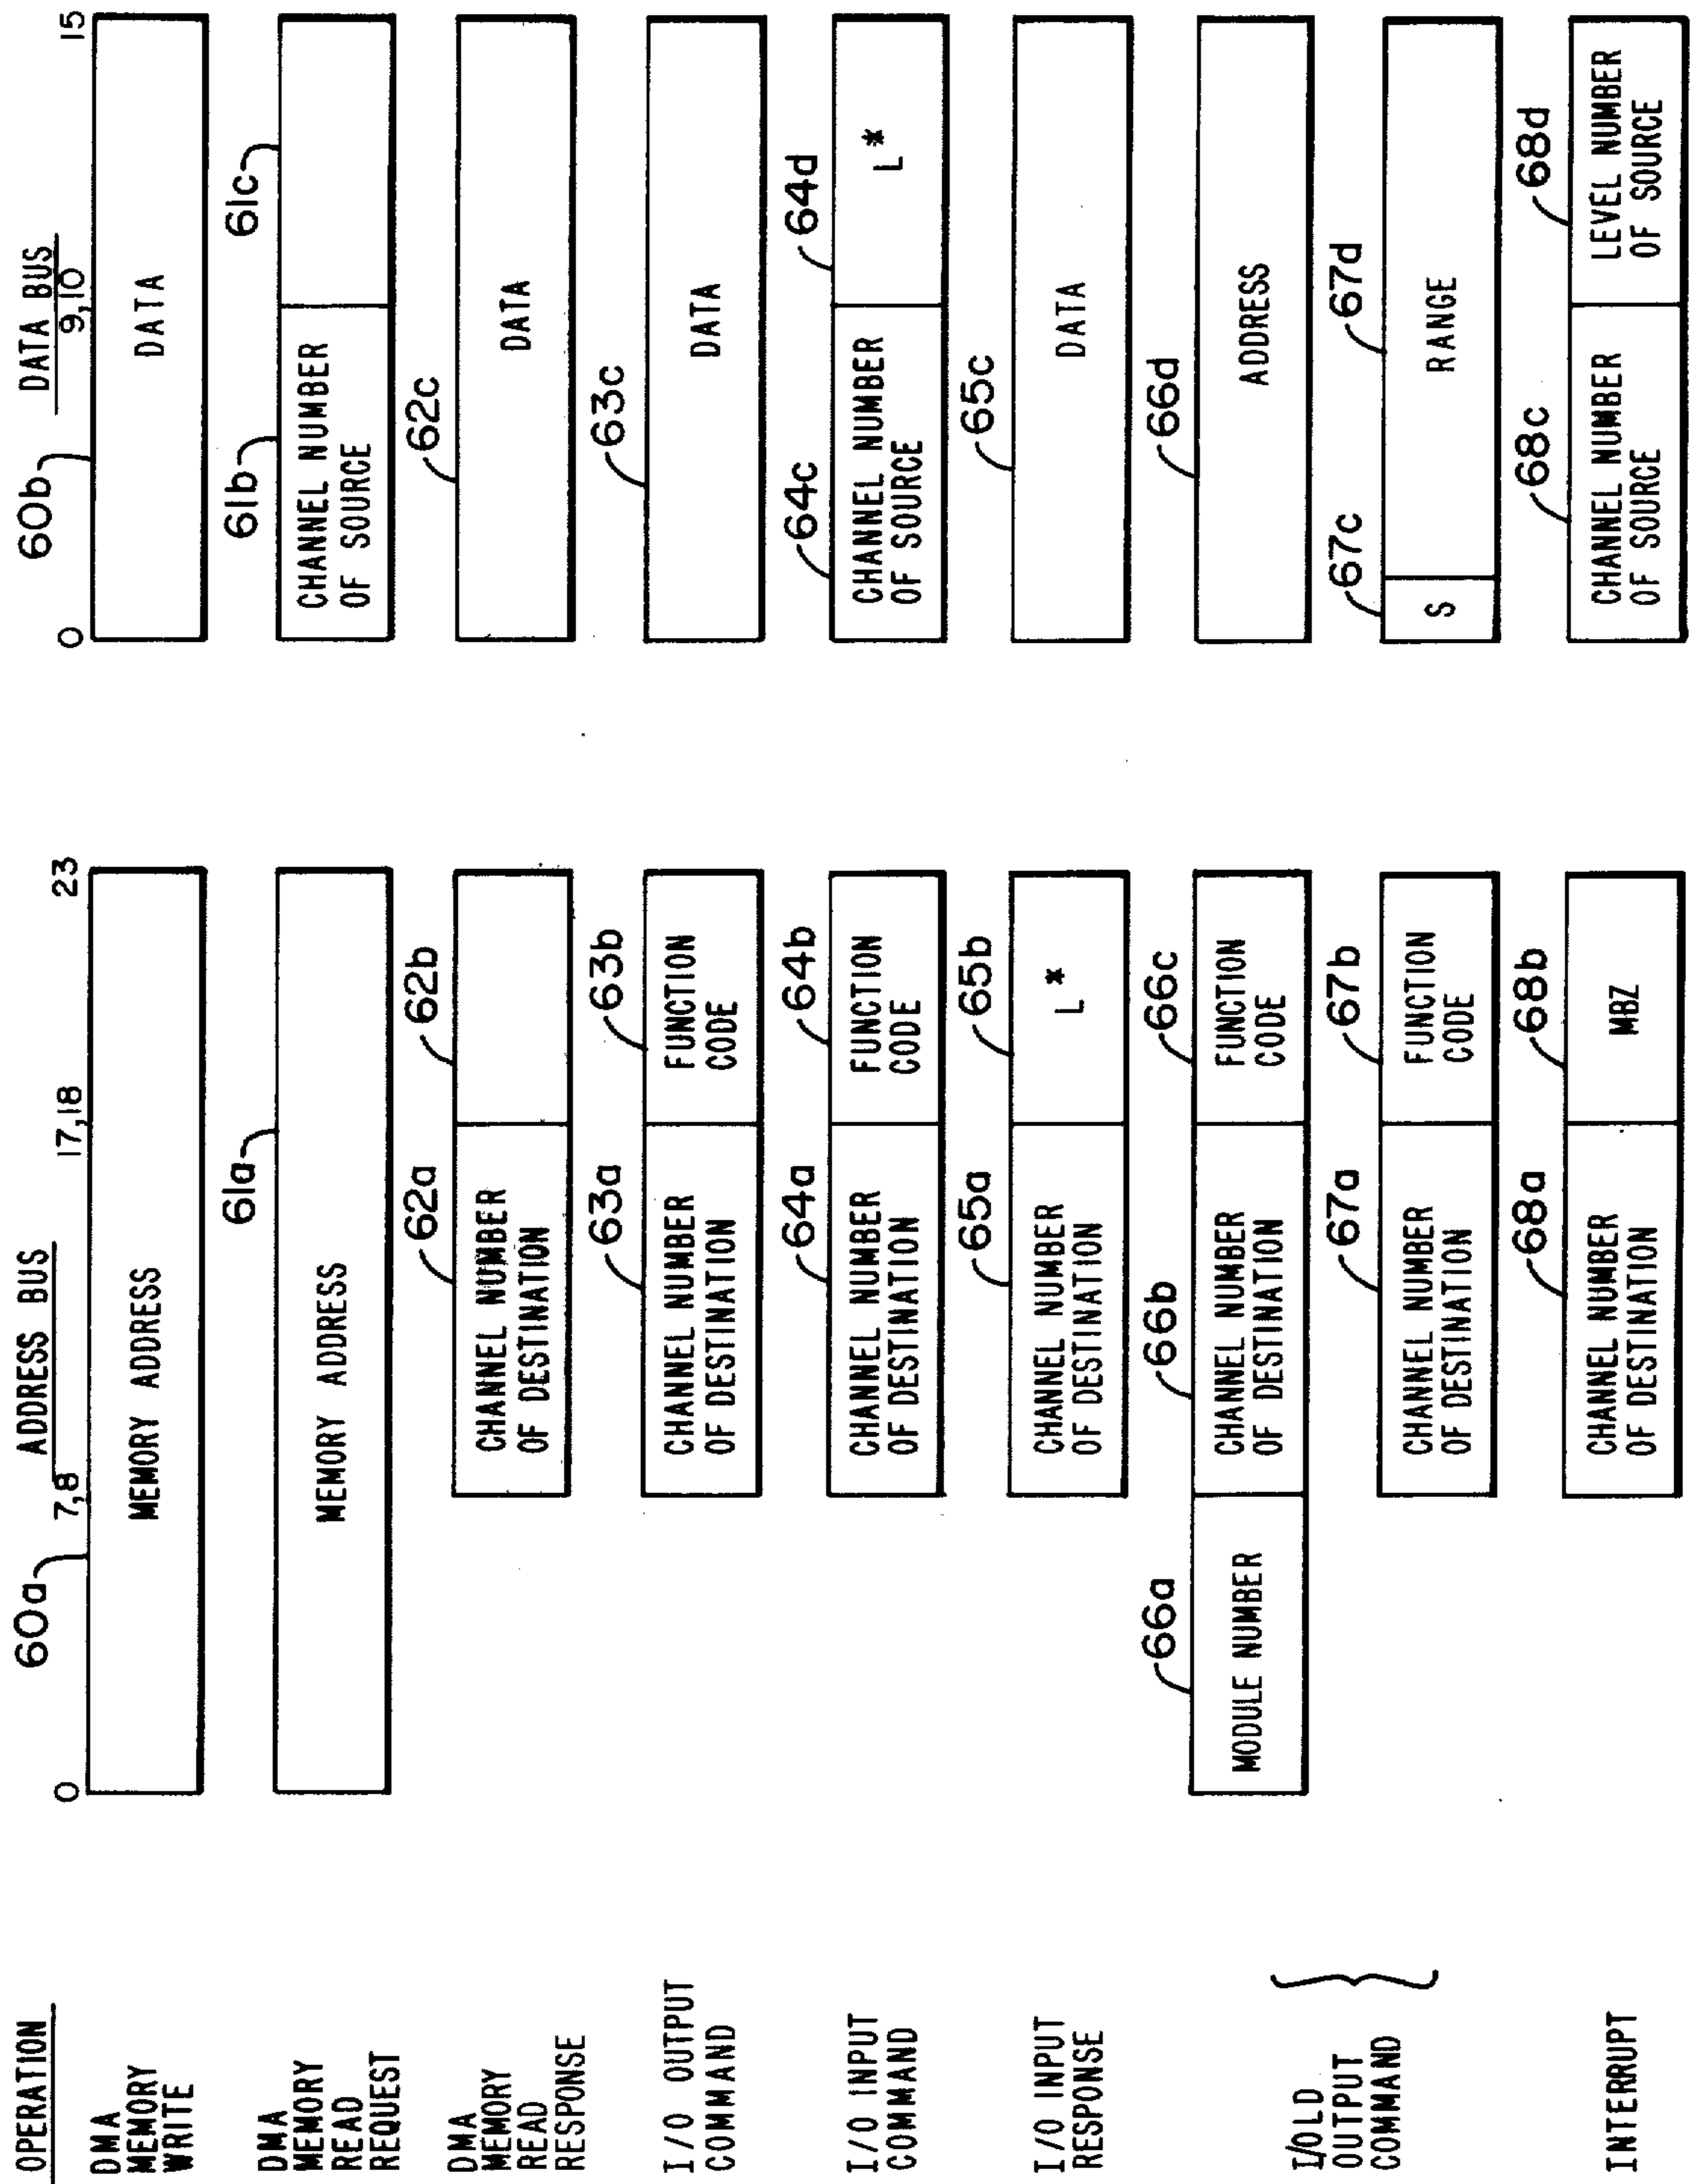 OPERATION
ADDRESS BUS
DATA BUS
60a
0
7,8
17,18
23
60b
0
9,10
15
DMA
MEMORY
WRITE
MEMORY ADDRESS
DATA
61a
61b
61c
DMA
MEMORY
READ
REQUEST
MEMORY ADDRESS
CHANNEL NUMBER
OF SOURCE
62a
62b
62c
DMA
MEMORY
READ
RESPONSE
CHANNEL NUMBER
OF DESTINATION
DATA
63a
63b
63c
I/O OUTPUT
COMMAND
CHANNEL NUMBER
OF DESTINATION
FUNCTION
CODE
DATA
64a
64b
64c
64d
I/O INPUT
COMMAND
CHANNEL NUMBER
OF DESTINATION
FUNCTION
CODE
CHANNEL NUMBER
OF SOURCE
L*
65a
65b
65c
I/O INPUT
RESPONSE
CHANNEL NUMBER
OF DESTINATION
L*
DATA
66a
66b
66c
66d
I/OLD
OUTPUT
COMMAND
MODULE NUMBER
CHANNEL NUMBER
OF DESTINATION
FUNCTION
CODE
ADDRESS
67a
67b
67c
67d
CHANNEL NUMBER
OF DESTINATION
FUNCTION
CODE
S
RANGE
68a
68b
68c
68d
INTERRUPT
CHANNEL NUMBER
OF DESTINATION
MBZ
CHANNEL NUMBER
OF SOURCE
LEVEL NUMBER
OF SOURCE